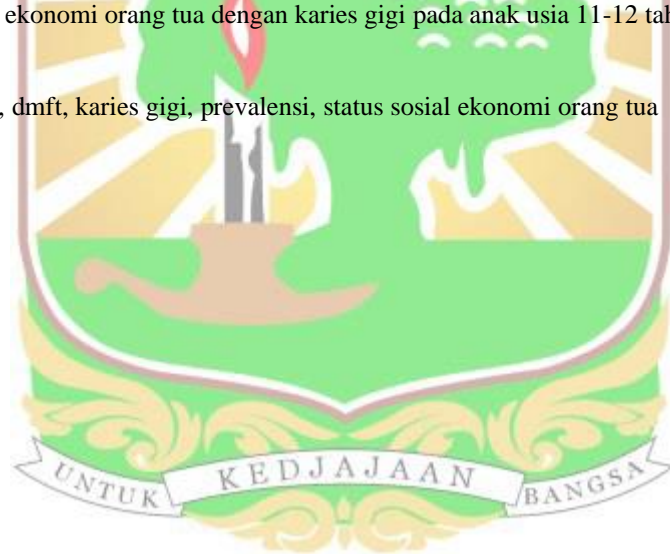 ekonomi orang tua dengan karies gigi pada anak usia 11-12
, dmft, karies gigi, prevalensi, status sosial ekonomi orang tua
UNTUK KEDJAJAAN BANGSA